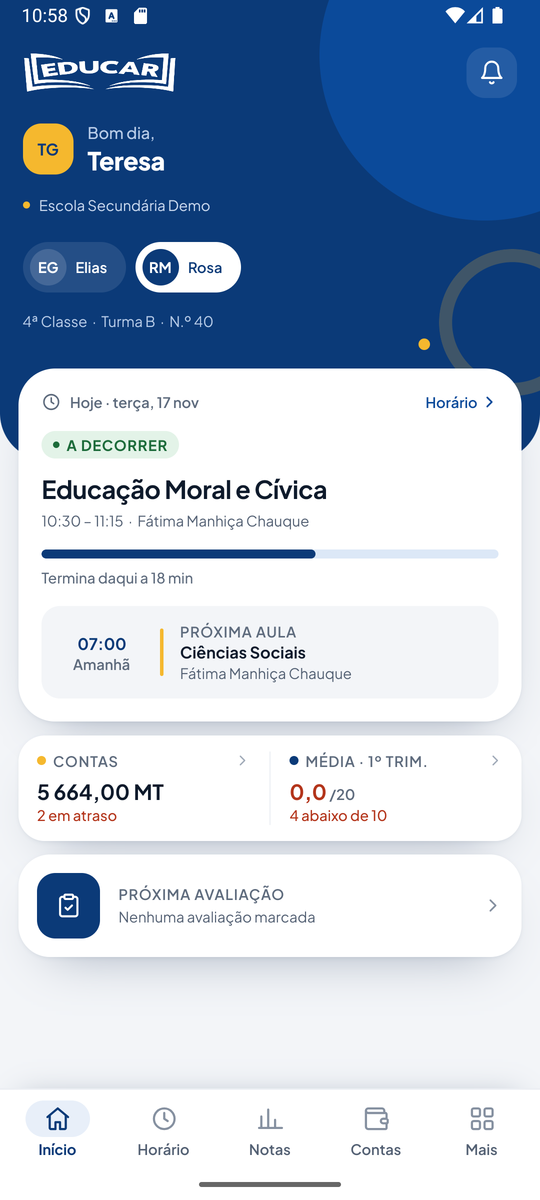 10:58
EDUCAR
TG
Bom dia,
Teresa
Escola Secundária Demo
EG Elias
RM Rosa
4ª Classe · Turma B · N.º 40
Hoje · terça, 17 nov
Horário
A DECORRER
Educação Moral e Cívica
10:30 – 11:15 · Fátima Manhiça Chauque
Termina daqui a 18 min
07:00
Amanhã
PRÓXIMA AULA
Ciências Sociais
Fátima Manhiça Chauque
CONTAS
5 664,00 MT
2 em atraso
MÉDIA · 1º TRIM.
0,0 /20
4 abaixo de 10
PRÓXIMA AVALIAÇÃO
Nenhuma avaliação marcada
Início
Horário
Notas
Contas
Mais